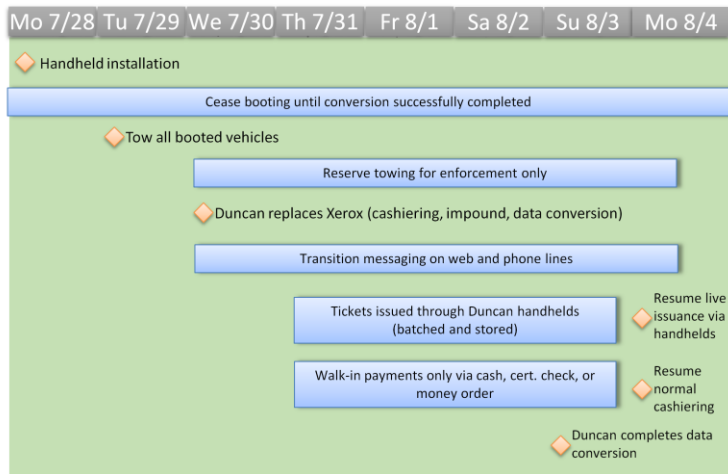 Mo 7/28 Tu 7/29 We 7/30 Th 7/31 Fr 8/1 Sa 8/2 Su 8/3 Mo 8/4
Handheld installation
Cease booting until conversion successfully completed
Tow all booted vehicles
Reserve towing for enforcement only
Duncan replaces Xerox (cashiering, impound, data conversion)
Transition messaging on web and phone lines
Tickets issued through Duncan handhelds
(batched and stored)
Resume live
issuance via
handhelds
Walk-in payments only via cash, cert. check, or
money order
Resume
normal
cashiering
Duncan completes data
conversion